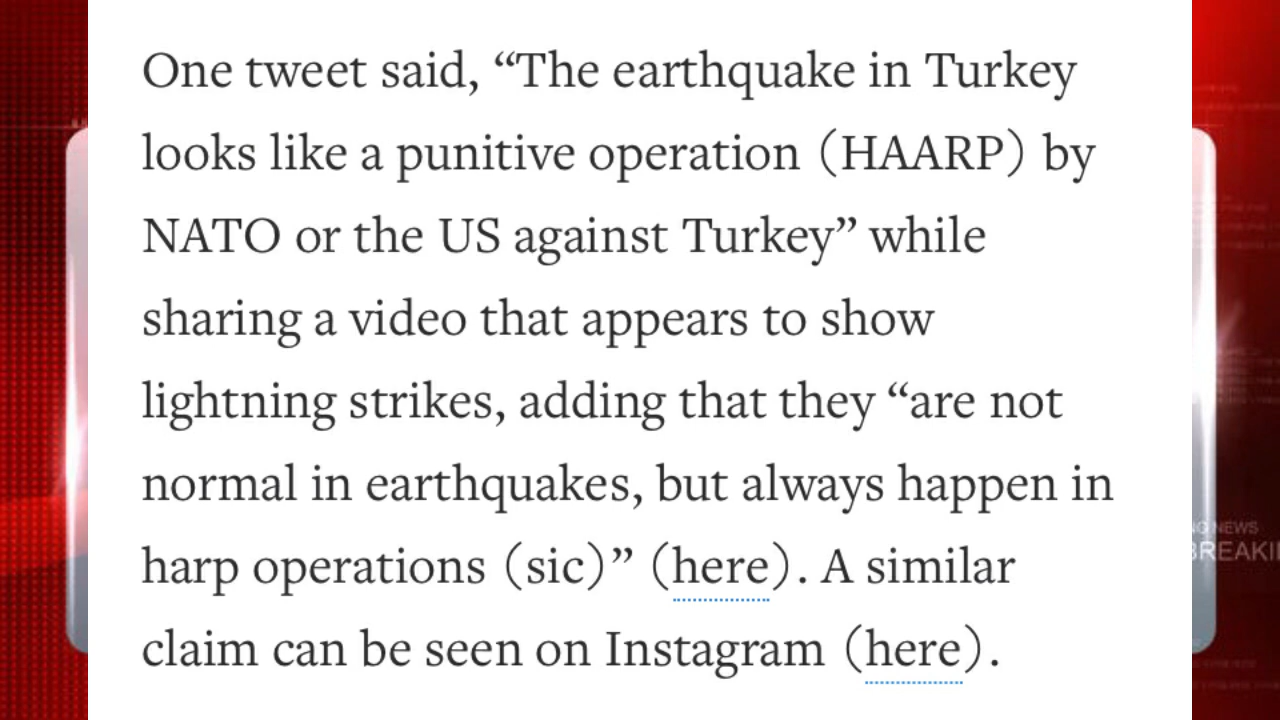 One tweet said, “The earthquake in Turkey
looks like a punitive operation (HAARP) by
NATO or the US against Turkey” while
sharing a video that appears to show
lightning strikes, adding that they “are not
normal in earthquakes, but always happen in
harp operations (sic)” (here). A similar
claim can be seen on Instagram (here).
NEWS